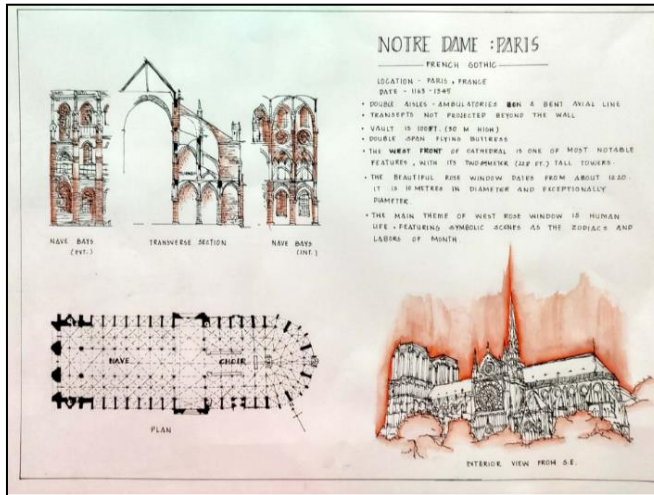 NOTRE DAME : PARIS
FRENCH GOTHIC
LOCATION - PARIS, FRANCE
DATE - 1163 - 1345
• DOUBLE AISLES - AMBULATORIES & A BENT AXIAL LINE
• TRANSEPTS NOT PROJECTED BEYOND THE WALL
• VAULT IS 100FT. (30 M HIGH)
• DOUBLE SPAN FLYING BUTTRESS
• THE WEST FRONT OF CATHEDRAL IS ONE OF MOST NOTABLE
FEATURES, WITH ITS TWO METER (228 FT.) TALL TOWERS.
• THE BEAUTIFUL ROSE WINDOW DATES FROM ABOUT 1220.
IT IS 10 METRES IN DIAMETER AND EXCEPTIONALLY
DIAMETER.
• THE MAIN THEME OF WEST ROSE WINDOW IS HUMAN
LIFE, FEATURING SYMBOLIC SCENES AS THE ZODIACS AND
LABORS OF MONTH
NAVE BAYS
(EXT.)
TRANSVERSE SECTION
NAVE BAYS
(INT.)
NAVE
CHOIR
PLAN
EXTERIOR VIEW FROM S.E.